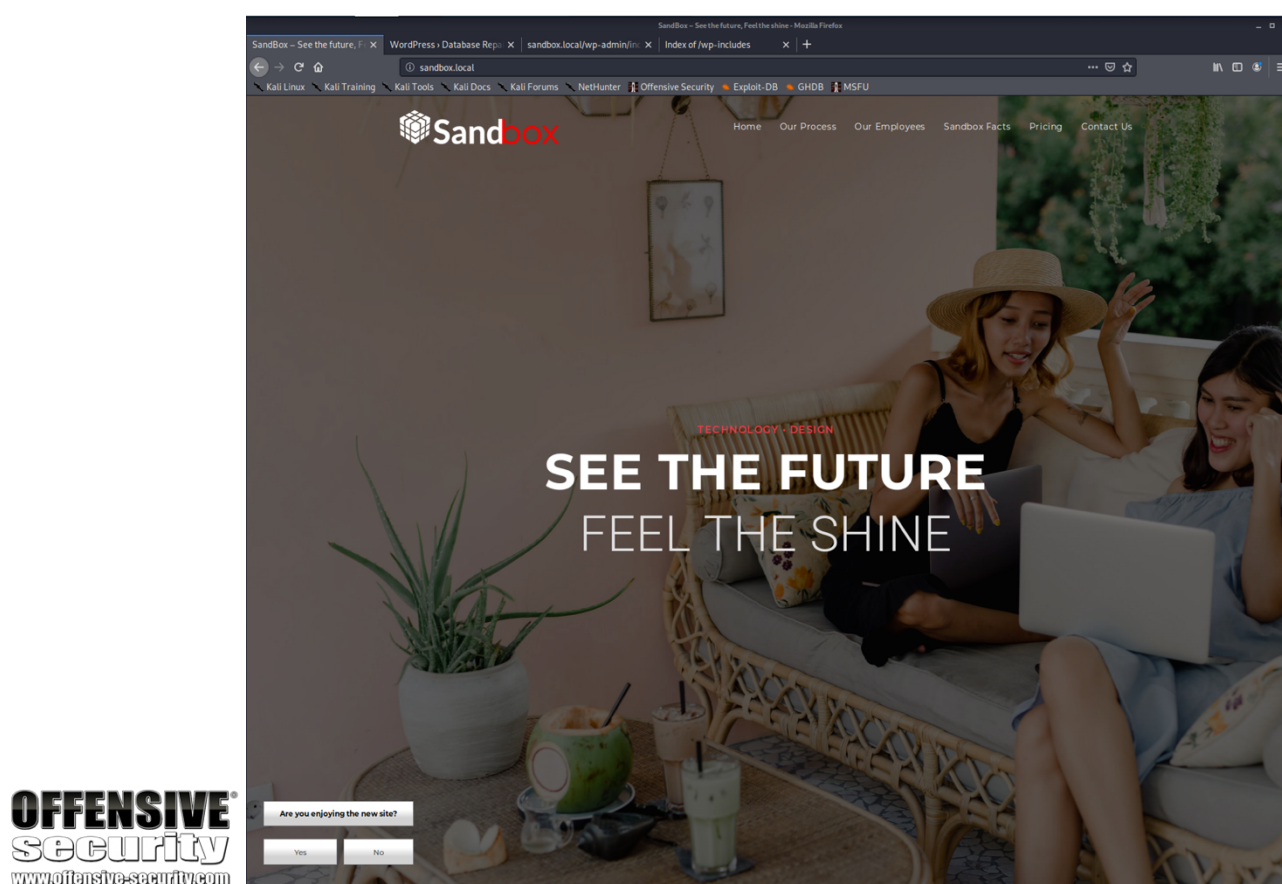 SandBox – See the future, Feel the shine - Mozilla Firefox
SandBox – See the future, F
WordPress › Database Repa
sandbox.local/wp-admin/inc
Index of /wp-includes
sandbox.local
Kali Linux Kali Training Kali Tools Kali Docs Kali Forums NetHunter Offensive Security Exploit-DB GHDB MSFU
Sandbox
Home Our Process Our Employees Sandbox Facts Pricing Contact Us
TECHNOLOGY - DESIGN
SEE THE FUTURE
FEEL THE SHINE
Are you enjoying the new site?
Yes No
OFFENSIVE®
security
www.offensive-security.com